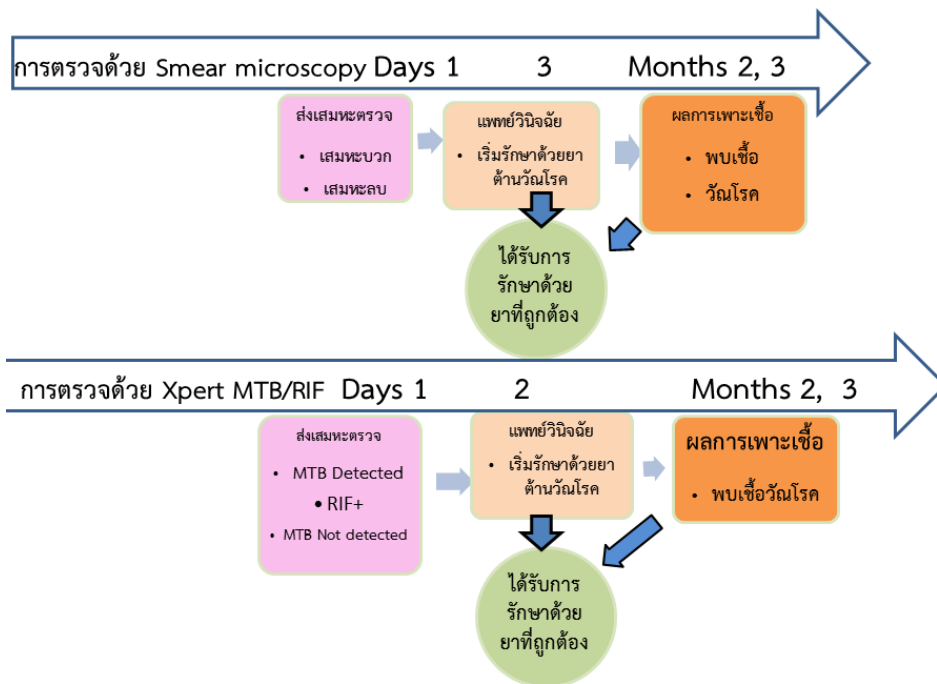 การตรวจด้วย Smear microscopy Days 1 3 Months 2, 3
ส่งเสมหะตรวจ
• เสมหะบวก
• เสมหะลบ
แพทย์วินิจฉัย
• เริ่มรักษาด้วยยา
ต้านวัณโรค
ผลการเพาะเชื้อ
• พบเชื้อ
• วัณโรค
ได้รับการ
รักษาด้วย
ยาที่ถูกต้อง
การตรวจด้วย Xpert MTB/RIF Days 1 2 Months 2, 3
ส่งเสมหะตรวจ
• MTB Detected
• RIF+
• MTB Not detected
แพทย์วินิจฉัย
• เริ่มรักษาด้วยยา
ต้านวัณโรค
ผลการเพาะเชื้อ
• พบเชื้อวัณโรค
ได้รับการ
รักษาด้วย
ยาที่ถูกต้อง